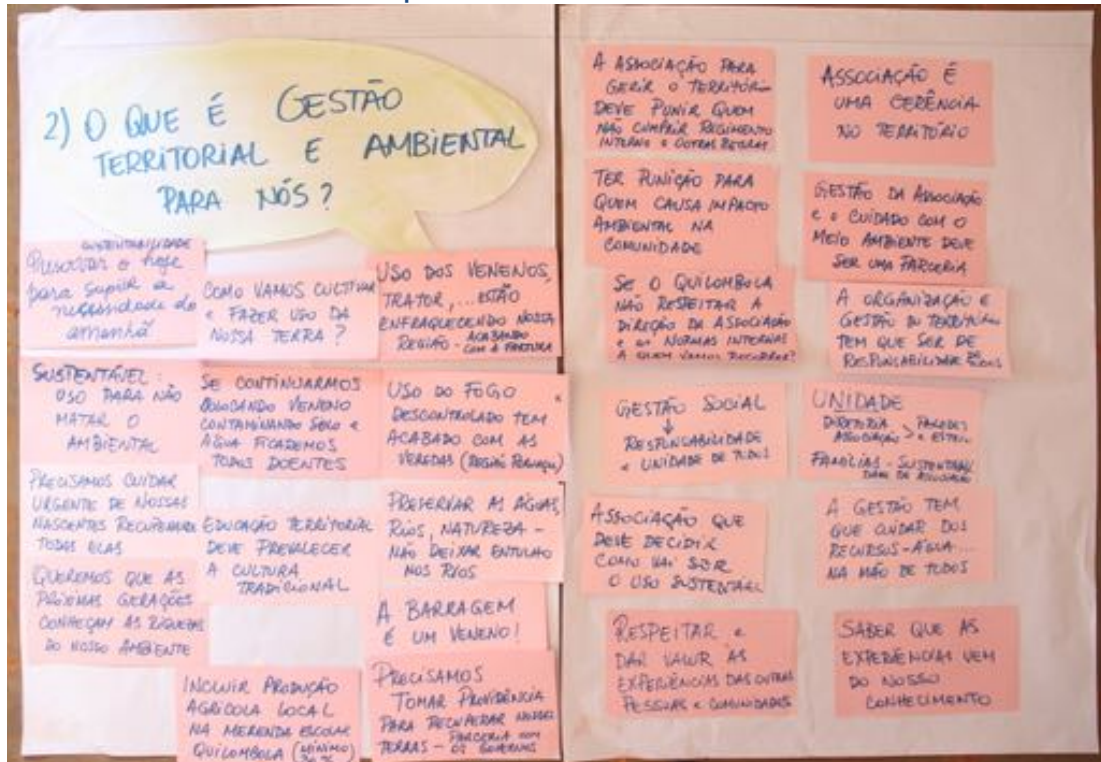 2) O QUE É GESTÃO
TERRITORIAL E AMBIENTAL
PARA NÓS?
SUSTENTABILIDADE
Preservar o hoje
para suprir a
necessidade do
amanhã
COMO VAMOS CULTIVAR
e FAZER USO DA
NOSSA TERRA?
USO DOS VENENOS,
TRATOR, ... ESTÃO
ENFRAQUECENDO NOSSA
REGIÃO - ACABANDO
COM A FARTURA
SUSTENTÁVEL:
USO PARA NÃO
MATAR O
AMBIENTAL
SE CONTINUARMOS
COLOCANDO VENENO
CONTAMINANDO SOLO e
ÁGUA FICAREMOS
TODOS DOENTES
USO DO FOGO
DESCONTROLADO TEM
ACABADO COM AS
VEREDAS (REGIÃO
PRECISAMOS CUIDAR
URGENTE DE NOSSAS
NASCENTES RECUPERANDO
TODAS ELAS
EDUCAÇÃO TERRITORIAL
DEVE PREVALECER
A CULTURA
TRADICIONAL
PRESERVAR AS ÁGUAS,
RIOS, NATUREZA -
NÃO DEIXAR ENTULHO
NOS RIOS
QUEREMOS QUE AS
PRÓXIMAS GERAÇÕES
CONHEÇAM AS RIQUEZAS
DO NOSSO AMBIENTE
A BARRAGEM
É UM VENENO!
INCLUIR PRODUÇÃO
AGRÍCOLA LOCAL
NA MERENDA ESCOLAR
QUILOMBOLA (MÍNIMO
PRECISAMOS
TOMAR PROVIDÊNCIA
PARA RECUPERAR NOSSAS
TERRAS - PARCERIA COM
OS GOVERNOS
A ASSOCIAÇÃO PARA
GERIR O TERRITÓRIO
DEVE PUNIR QUEM
NÃO CUMPRIR REGIMENTO
INTERNO e OUTRAS REGRAS
ASSOCIAÇÃO É
UMA GERÊNCIA
NO TERRITÓRIO
TER PUNIÇÃO PARA
QUEM CAUSA IMPACTO
AMBIENTAL NA
COMUNIDADE
GESTÃO DA ASSOCIAÇÃO
e o CUIDADO COM O
MEIO AMBIENTE DEVE
SER UMA PARCERIA
SE O QUILOMBOLA
NÃO RESPEITAR A
DIREÇÃO DA ASSOCIAÇÃO
e as NORMAS INTERNAS
A QUEM VAMOS RECORRER?
A ORGANIZAÇÃO e
GESTÃO DO TERRITÓRIO
TEM QUE SER DE
RESPONSABILIDADE DE TODOS
GESTÃO SOCIAL
↓
RESPONSABILIDADE
e UNIDADE DE TODOS
UNIDADE
DIRETORIA
ASSOCIAÇÃO > PAREDES
FAMÍLIAS - SUSTENTABILI
DADE DA ASSOCIAÇÃO
ASSOCIAÇÃO QUE
DEVE DECIDIR
COMO VAI SER
O USO SUSTENTÁVEL
A GESTÃO TEM
QUE CUIDAR DOS
RECURSOS - ÁGUA...
NA MÃO DE TODOS
RESPEITAR e
DAR VALOR AS
EXPERIÊNCIAS DAS OUTRAS
PESSOAS e COMUNIDADES
SABER QUE AS
EXPERIÊNCIAS VEM
DO NOSSO
CONHECIMENTO